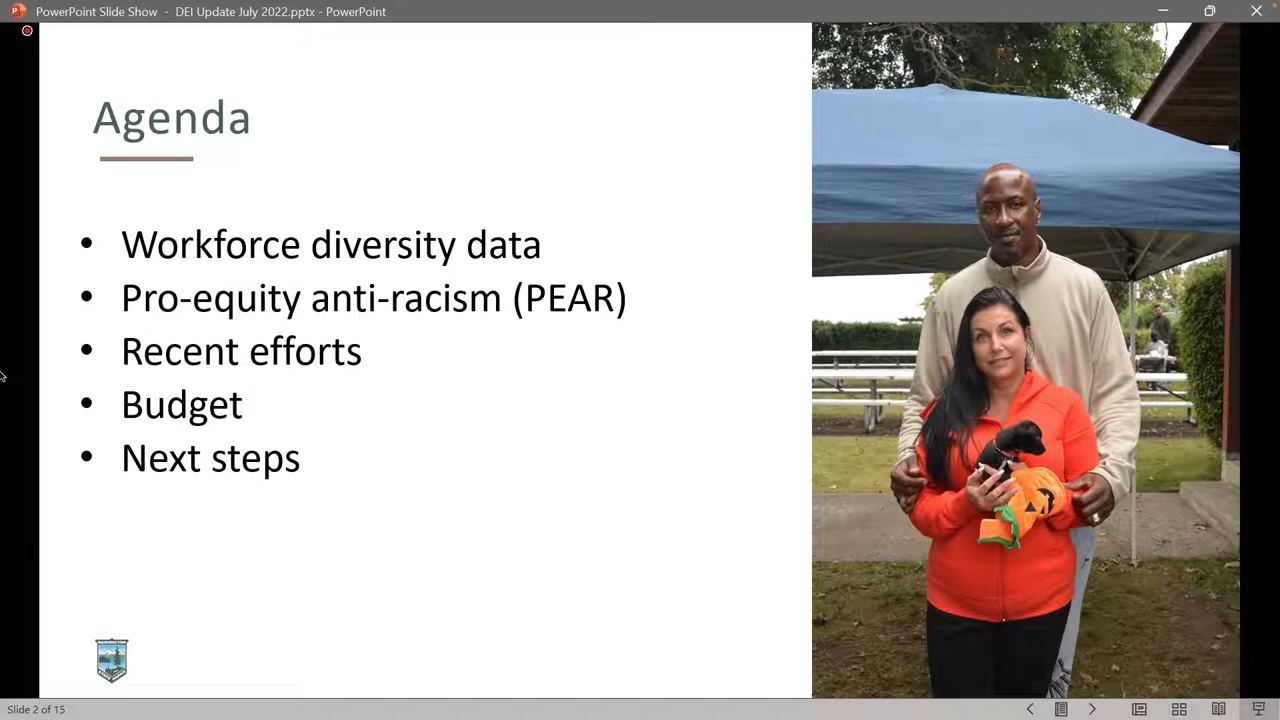 PowerPoint Slide Show - DEI Update July 2022.pptx - PowerPoint
Agenda
• Workforce diversity data
• Pro-equity anti-racism (PEAR)
• Recent efforts
• Budget
• Next steps
WASHINGTON
Slide 2 of 15